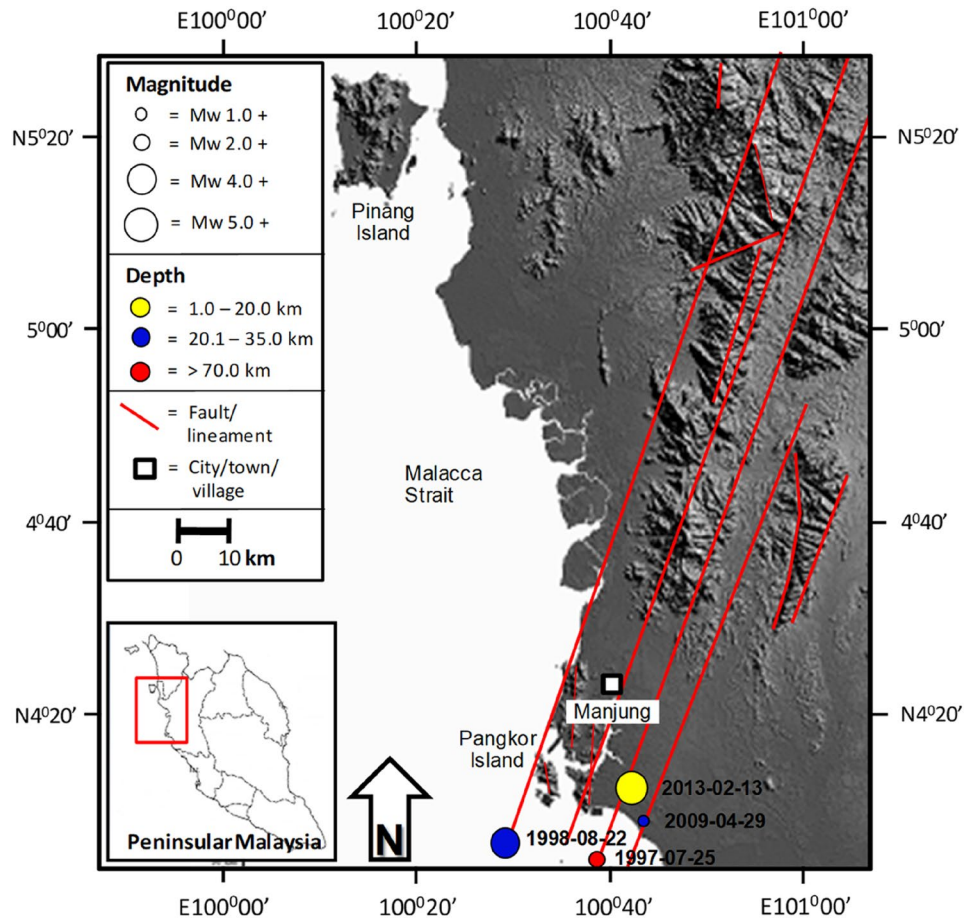 E100⁰00’ 100⁰20’ 100⁰40’ E101⁰00’
Magnitude
= Mw 1.0 +
= Mw 2.0 +
= Mw 4.0 +
= Mw 5.0 +
Depth
= 1.0 – 20.0 km
= 20.1 – 35.0 km
= > 70.0 km
= Fault/
lineament
= City/town/
village
0 10 km
N5⁰20’ N5⁰20’
5⁰00’ 5⁰00’
4⁰40’ 4⁰40’
N4⁰20’ N4⁰20’
Pinang
Island
Malacca
Strait
Manjung
Pangkor
Island
2013-02-13
2009-04-29
1998-08-22
1997-07-25
N
Peninsular Malaysia
E100⁰00’ 100⁰20’ 100⁰40’ E101⁰00’